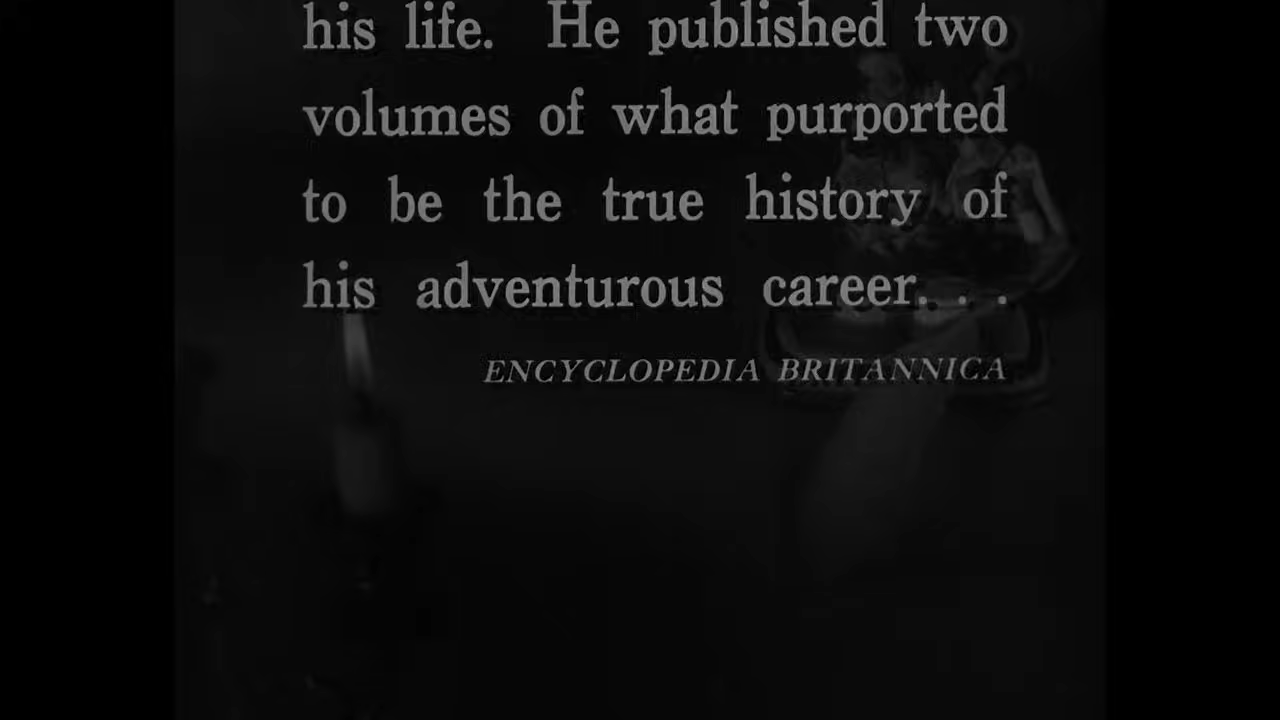 his life. He published two
volumes of what purported
to be the true history of
his adventurous career. . .
ENCYCLOPEDIA BRITANNICA